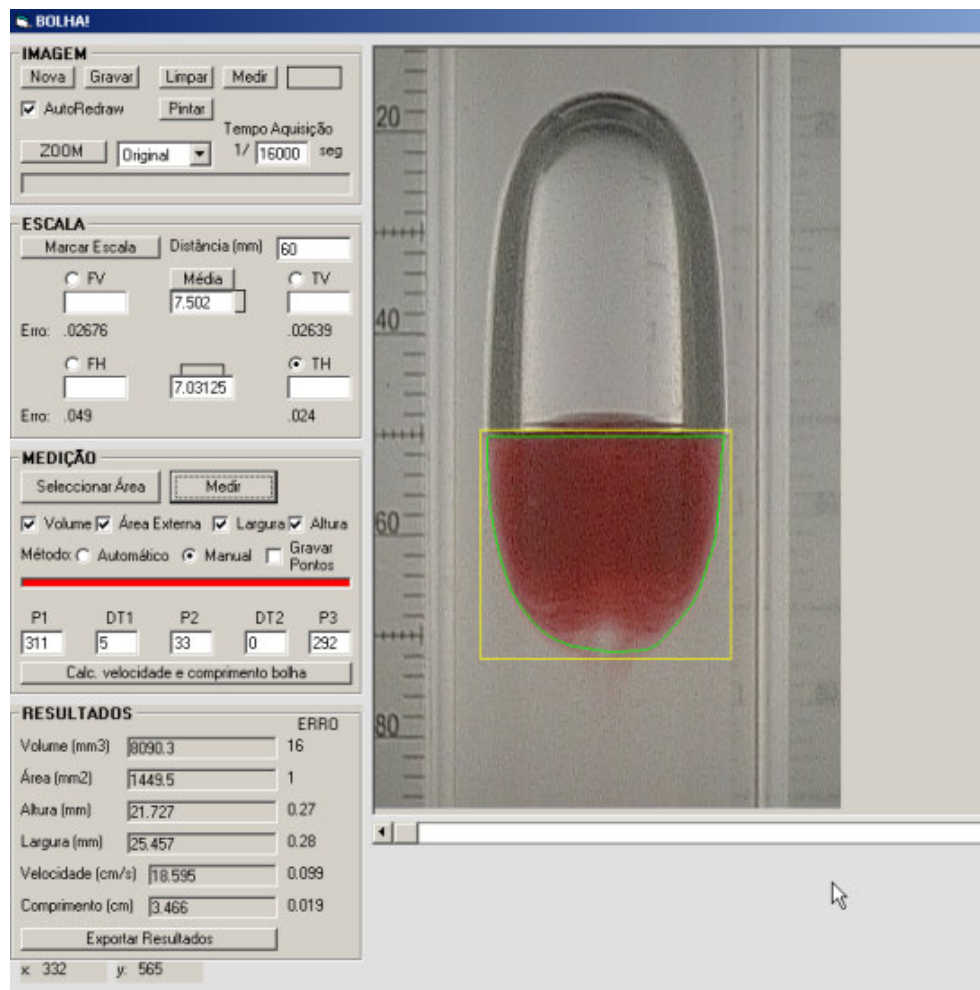 BOLHA!
IMAGEM
Nova Gravar Limpar Medir
AutoRedraw Pintar
Tempo Aquisição
ZOOM Original 1/ 16000 seg
ESCALA
Marcar Escala Distância (mm) 60
FV Média TV
7.502
Erro: .02676 .02639
FH TH
7.03125
Erro: .049 .024
MEDIÇÃO
Seleccionar Área Medir
Volume Área Externa Largura Altura
Método: Automático Manual Gravar Pontos
P1 DT1 P2 DT2 P3
311 5 33 0 292
Calc. velocidade e comprimento bolha
RESULTADOS
ERRO
Volume (mm3) 8090.3 16
Área (mm2) 1449.5 1
Altura (mm) 21.727 0.27
Largura (mm) 25.457 0.28
Velocidade (cm/s) 18.595 0.099
Comprimento (cm) 3.466 0.019
Exportar Resultados
x: 332 y: 565
20
40
60
80